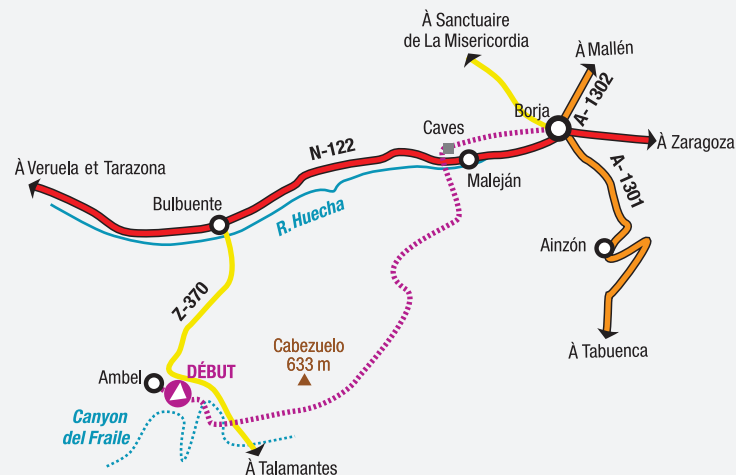 À Sanctuaire
de La Misericordia
À Mallén
A-1302
Borja
Caves
À Zaragoza
N-122
Maleján
À Veruela et Tarazona
A-1301
Bulbuente
R. Huecha
Ainzón
Z-370
Cabezuelo
633 m
À Tabuenca
DÉBUT
Ambel
Canyon
del Fraile
À Talamantes